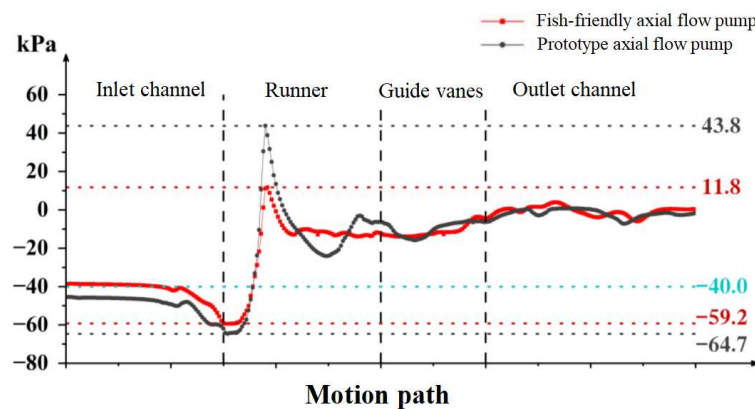 Fish-friendly axial flow pump
Prototype axial flow pump
kPa
Inlet channel Runner Guide vanes Outlet channel
60
40
20
0
−20
−40
−60
−80
43.8
11.8
−40.0
−59.2
−64.7
Motion path